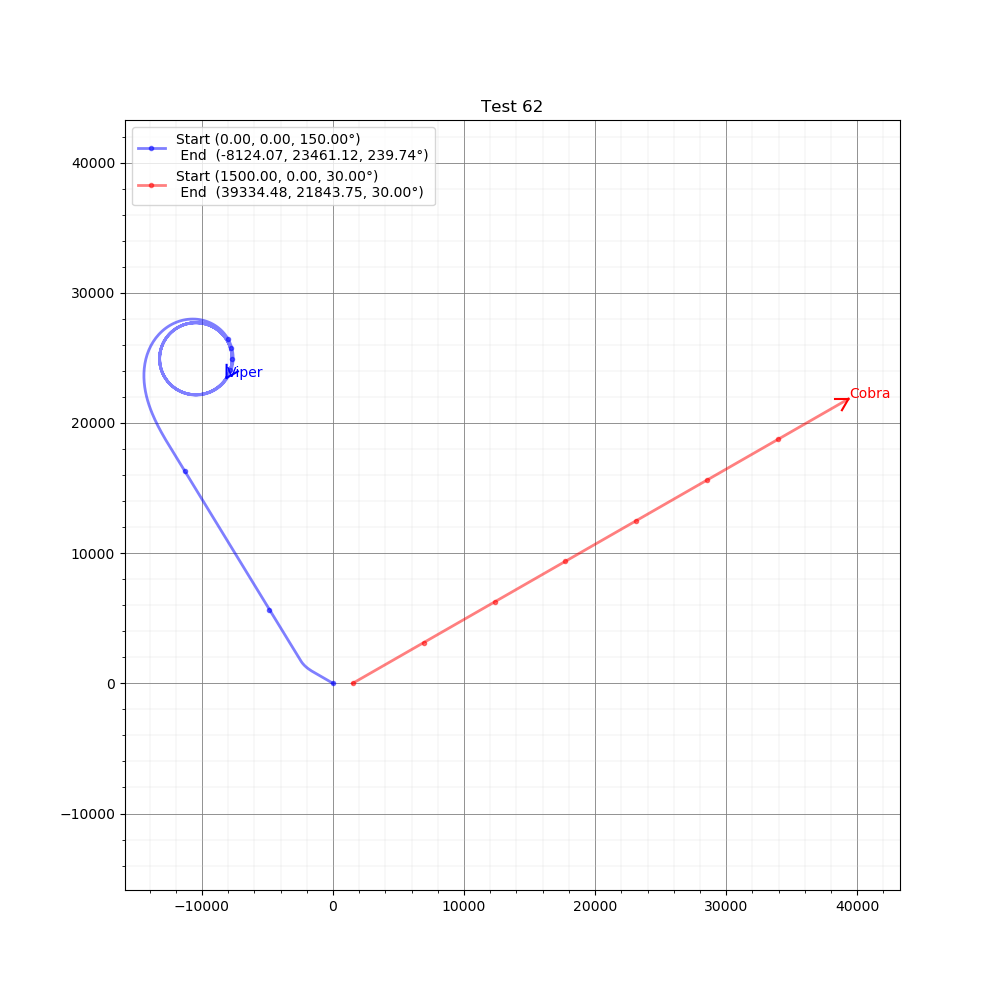 Test 62
Start (0.00, 0.00, 150.00°)
End (-8124.07, 23461.12, 239.74°)
Start (1500.00, 0.00, 30.00°)
End (39334.48, 21843.75, 30.00°)
40000
30000
20000
10000
0
−10000
Viper
Cobra
−10000
0
10000
20000
30000
40000